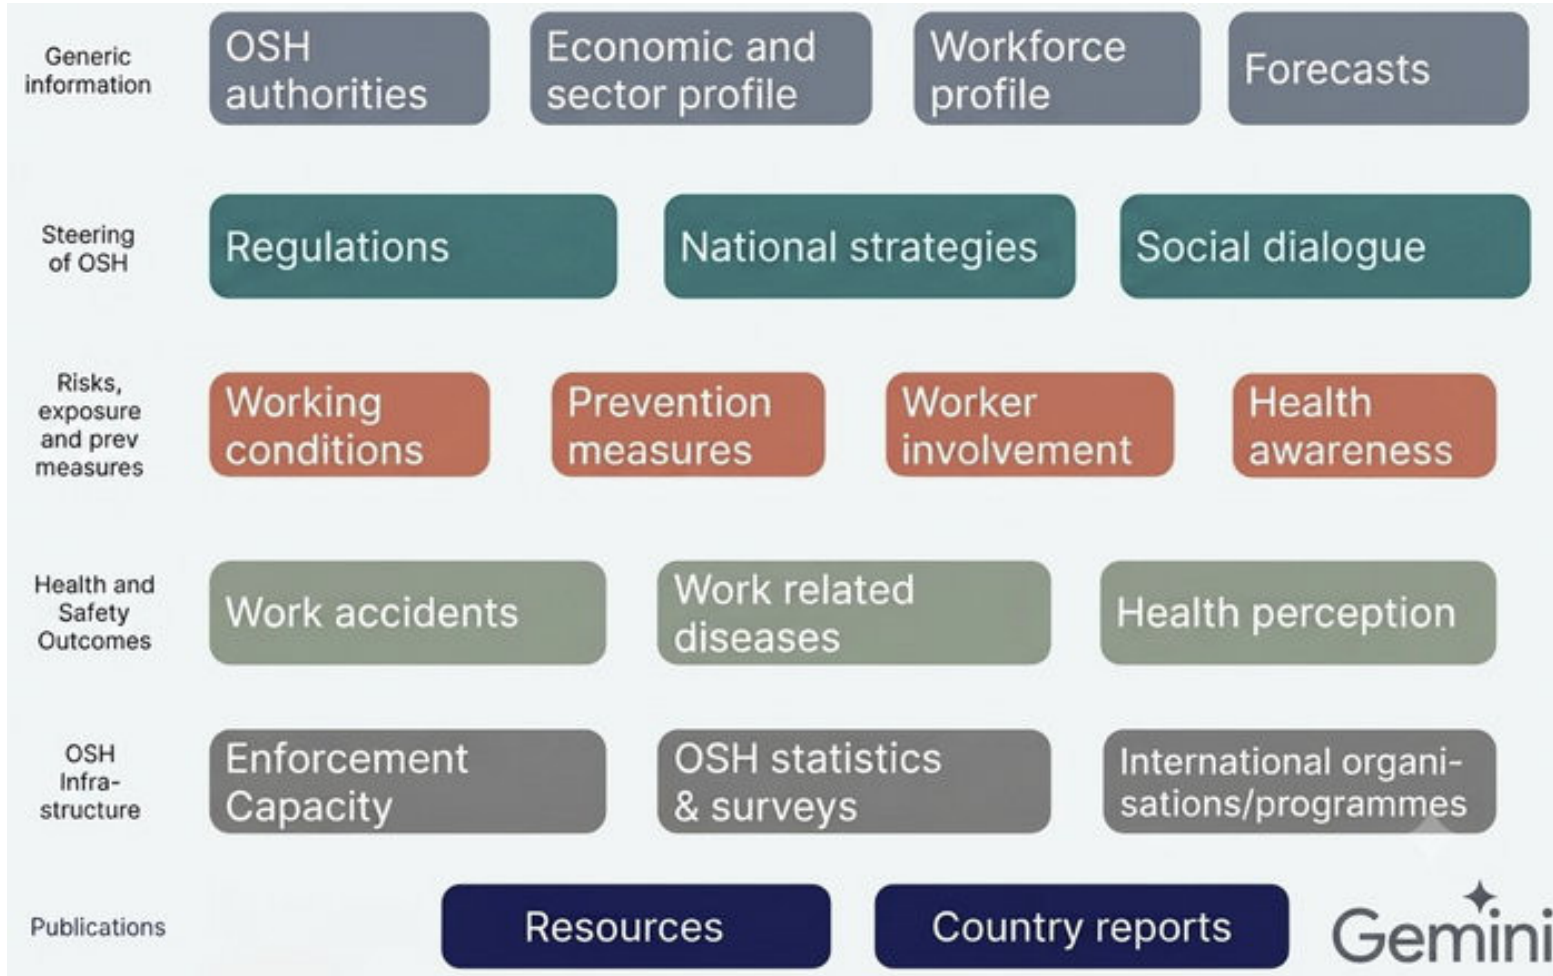 Generic
information
OSH
authorities
Economic and
sector profile
Workforce
profile
Forecasts
Steering
of OSH
Regulations
National strategies
Social dialogue
Risks,
exposure
and prev
measures
Working
conditions
Prevention
measures
Worker
involvement
Health
awareness
Health and
Safety
Outcomes
Work accidents
Work related
diseases
Health perception
OSH
Infra-
structure
Enforcement
Capacity
OSH statistics
& surveys
International organi-
sations/programmes
Publications
Resources
Country reports
Gemini